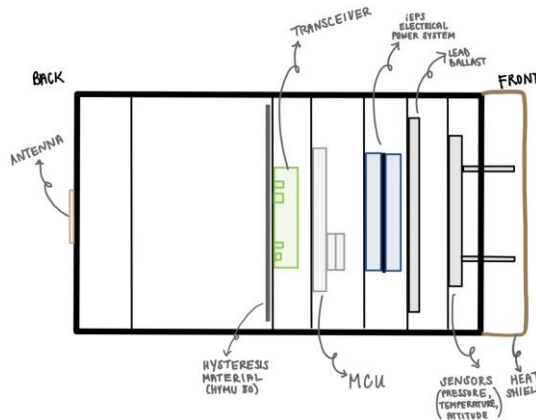 TRANSCEIVER
iEPS
ELECTRICAL
POWER SYSTEM
LEAD
BALLAST
BACK
FRONT
ANTENNA
HYSTERESIS
MATERIAL
(HYMU 80)
MCU
SENSORS
(PRESSURE,
TEMPERATURE,
ATTITUDE)
HEAT
SHIEL